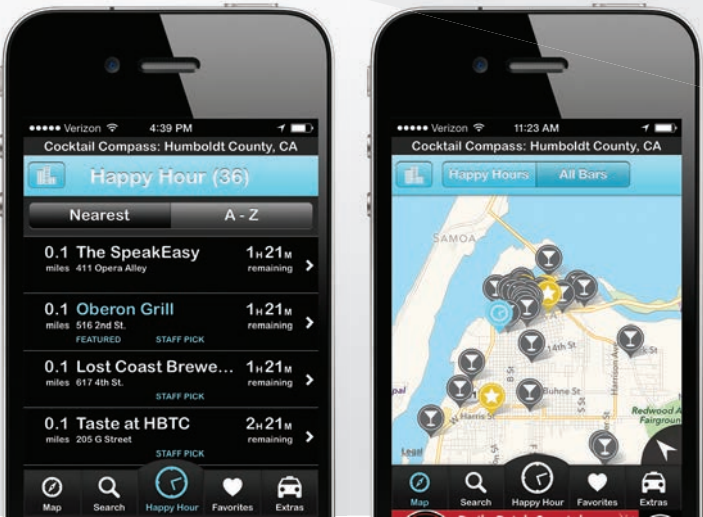 Verizon 4:39 PM
Cocktail Compass: Humboldt County, CA
Happy Hour (36)
Nearest A - Z
0.1 The SpeakEasy 1H21M
miles 411 Opera Alley remaining
0.1 Oberon Grill 1H21M
miles 516 2nd St. remaining
FEATURED STAFF PICK
0.1 Lost Coast Brewe... 1H21M
miles 617 4th St. remaining
STAFF PICK
0.1 Taste at HBTC 2H21M
miles 205 G Street remaining
STAFF PICK
Map Search Happy Hour Favorites Extras
Verizon 11:23 AM
Cocktail Compass: Humboldt County, CA
Happy Hours All Bars
SAMOA
14th St
B St
Harrison Ave
Buhne St
S St
W Harris St
Redwood A
Fairgroun
Map Search Happy Hour Favorites Extras